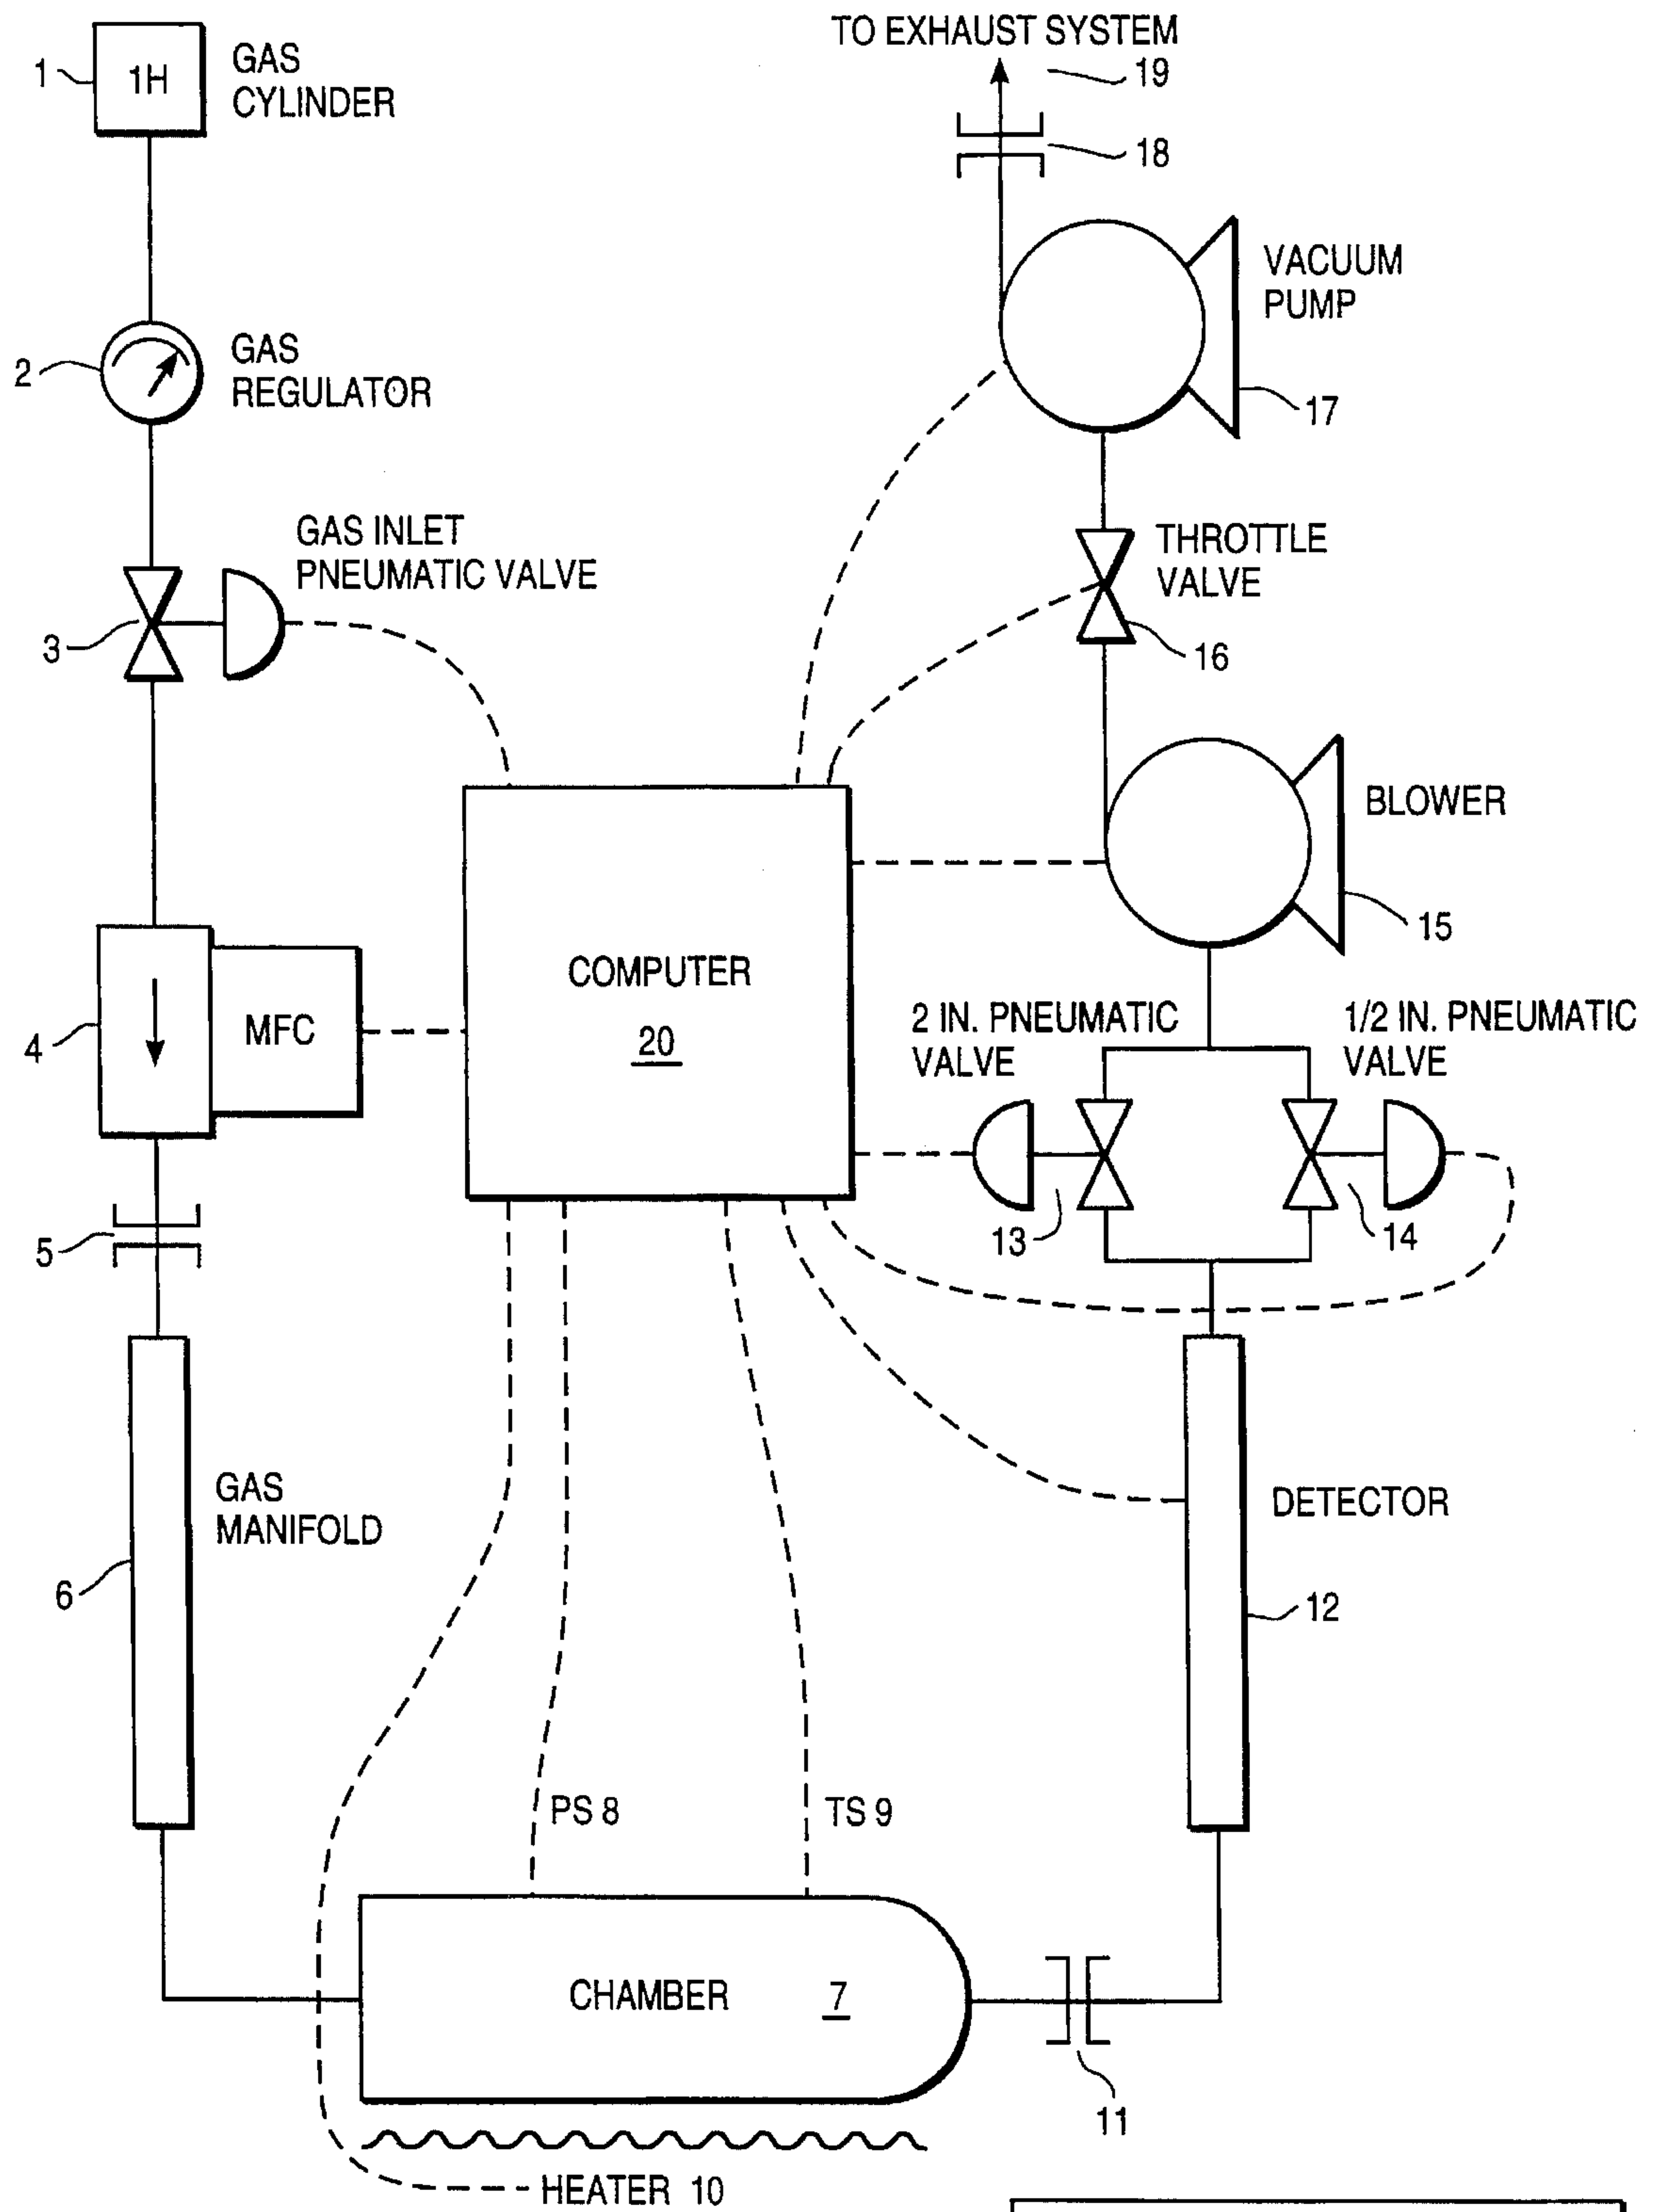 TO EXHAUST SYSTEM
19
18
1
1H
GAS
CYLINDER
VACUUM
PUMP
17
2
GAS
REGULATOR
GAS INLET
PNEUMATIC VALVE
3
THROTTLE
VALVE
16
BLOWER
15
COMPUTER
20
MFC
4
2 IN. PNEUMATIC
VALVE
1/2 IN. PNEUMATIC
VALVE
13
14
5
GAS
MANIFOLD
6
DETECTOR
12
PS 8
TS 9
CHAMBER 7
11
HEATER 10